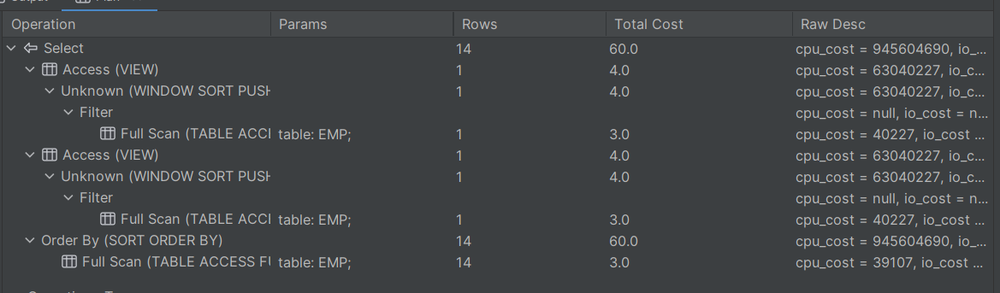 Operation Params Rows Total Cost Raw Desc
Select 14 60.0 cpu_cost = 945604690, io_...
Access (VIEW) 1 4.0 cpu_cost = 63040227, io_c...
Unknown (WINDOW SORT PUSH 1 4.0 cpu_cost = 63040227, io_c...
Filter cpu_cost = null, io_cost = n...
Full Scan (TABLE ACCI table: EMP; 1 3.0 cpu_cost = 40227, io_cost ...
Access (VIEW) 1 4.0 cpu_cost = 63040227, io_c...
Unknown (WINDOW SORT PUSH 1 4.0 cpu_cost = 63040227, io_c...
Filter cpu_cost = null, io_cost = n...
Full Scan (TABLE ACCI table: EMP; 1 3.0 cpu_cost = 40227, io_cost ...
Order By (SORT ORDER BY) 14 60.0 cpu_cost = 945604690, io_...
Full Scan (TABLE ACCESS FU table: EMP; 14 3.0 cpu_cost = 39107, io_cost ...